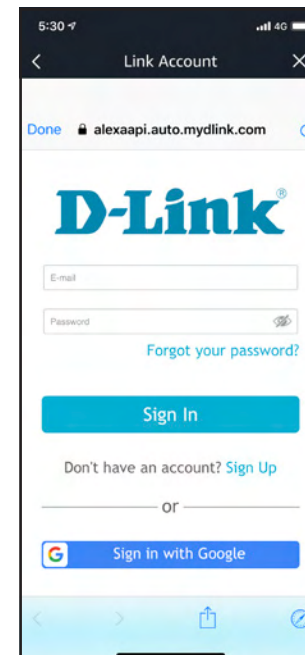 5:30
4G
Link Account
Done alexaapi.auto.mydlink.com
D-Link®
E-mail
Password
Forgot your password?
Sign In
Don't have an account? Sign Up
or
G Sign in with Google